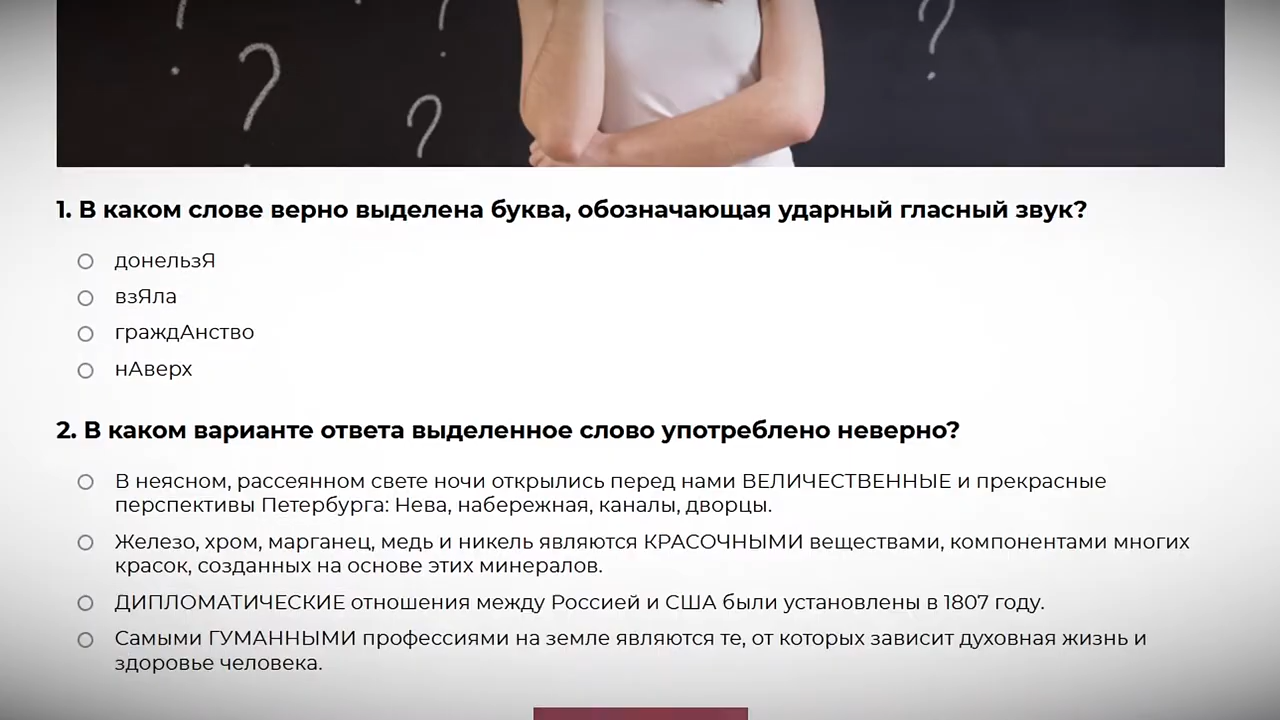 ? ? ? ? ?
1. В каком слове верно выделена буква, обозначающая ударный гласный звук?
донельзЯ
взЯла
граждАнство
нАверх
2. В каком варианте ответа выделенное слово употреблено неверно?
В неясном, рассеянном свете ночи открылись перед нами ВЕЛИЧЕСТВЕННЫЕ и прекрасные
перспективы Петербурга: Нева, набережная, каналы, дворцы.
Железо, хром, марганец, медь и никель являются КРАСОЧНЫМИ веществами, компонентами многих
красок, созданных на основе этих минералов.
ДИПЛОМАТИЧЕСКИЕ отношения между Россией и США были установлены в 1807 году.
Самыми ГУМАННЫМИ профессиями на земле являются те, от которых зависит духовная жизнь и
здоровье человека.